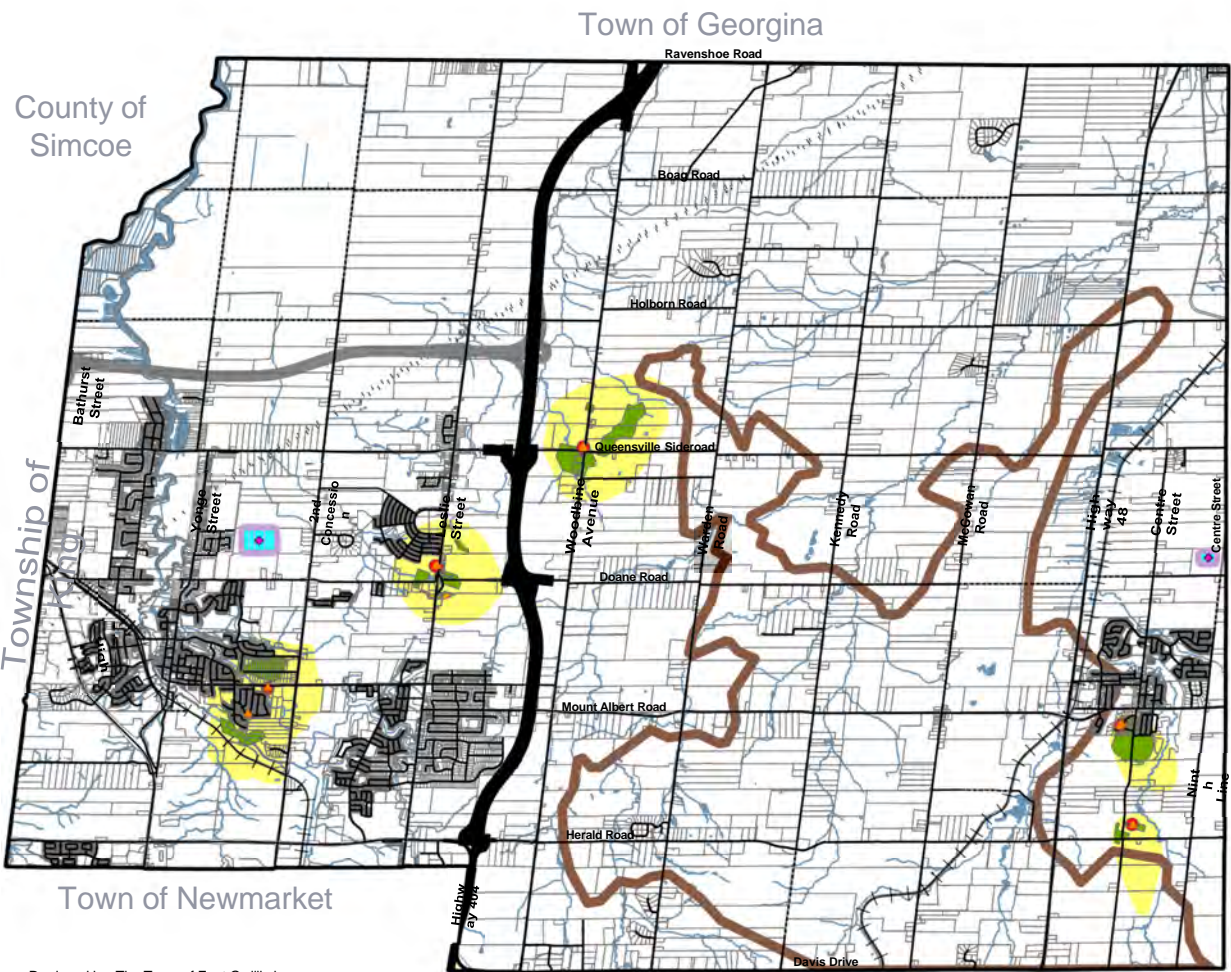 Town of Georgina
Ravenshoe Road
County of
Simcoe
Boag Road
Holborn Road
Bathurst
Street
Queensville Sideroad
Township of
Yonge
Street
2nd
Concessio
n
Leslie
Street
Woodbine
Avenue
Warden
Road
Kennedy
Road
McCowan
Road
High
way
48
Centre
Street
Centre Street
Doane Road
Mount Albert Road
Nint
h
Line
Herald Road
Town of Newmarket
Highw
ay 404
Davis Drive